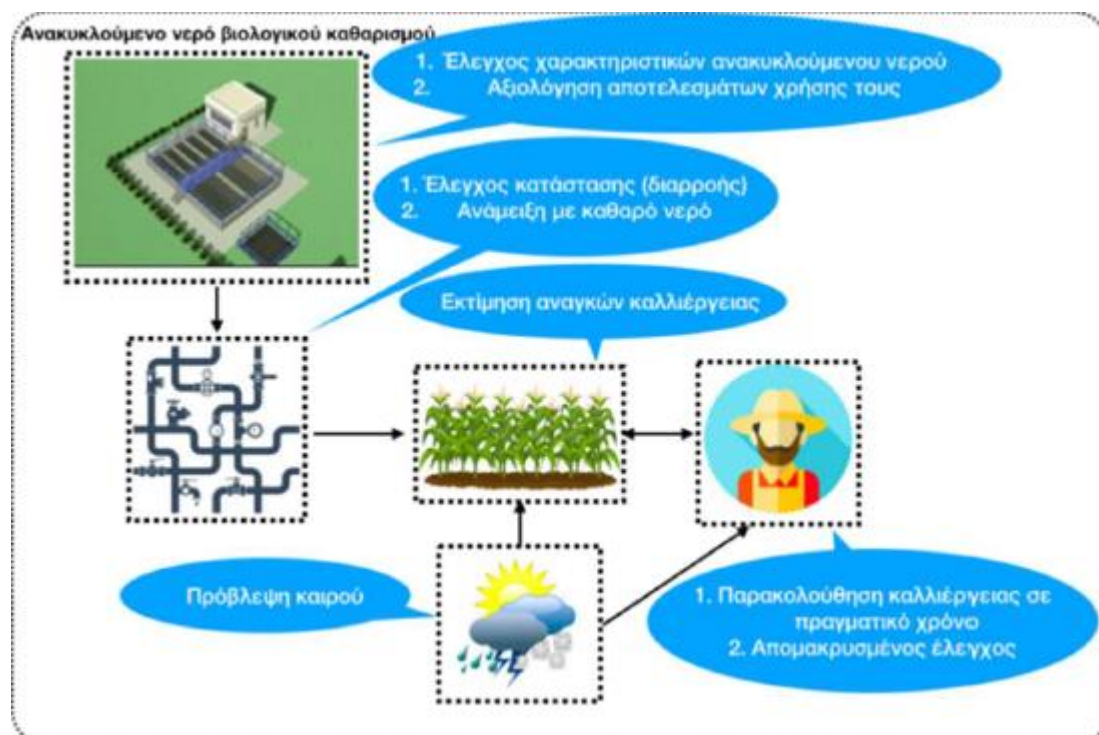 Ανακυκλούμενο νερό βιολογικού καθαρισμού
1. Έλεγχος χαρακτηριστικών ανακυκλούμενου νερού
2. Αξιολόγηση αποτελεσμάτων χρήσης τους
1. Έλεγχος κατάστασης (διαρροής)
2. Ανάμειξη με καθαρό νερό
Εκτίμηση αναγκών καλλιέργειας
Πρόβλεψη καιρού
1. Παρακολούθηση καλλιέργειας σε
πραγματικό χρόνο
2. Απομακρυσμένος έλεγχος